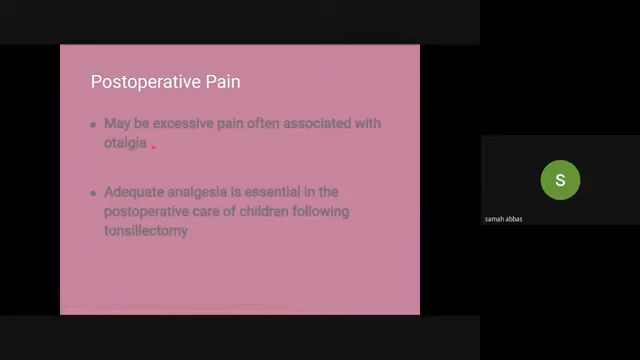 Postoperative Pain
• May be excessive pain often associated with
otalgia
• Adequate analgesia is essential in the
postoperative care of children following
tonsillectomy
S
samah abbas